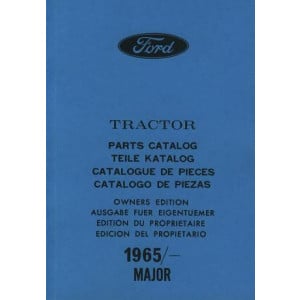 Ford
TRACTOR
PARTS CATALOG
TEILE KATALOG
CATALOGUE DE PIECES
CATALOGO DE PIEZAS
OWNERS EDITION
AUSGABE FUER EIGENTUEMER
EDITION DU PROPRIETAIRE
EDICION DEL PROPIETARIO
1965/-
MAJOR